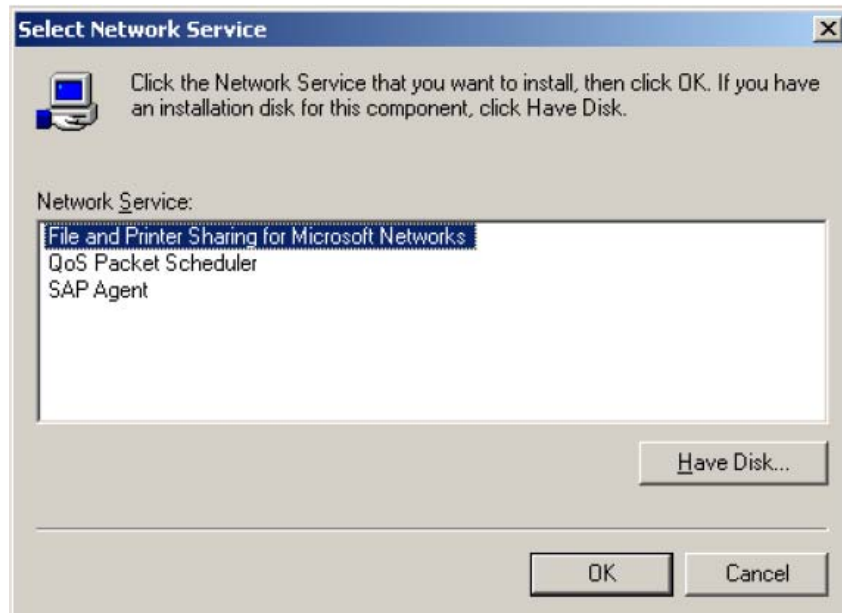 Select Network Service
Click the Network Service that you want to install, then click OK. If you have
an installation disk for this component, click Have Disk.
Network Service:
File and Printer Sharing for Microsoft Networks
QoS Packet Scheduler
SAP Agent
Have Disk...
OK
Cancel